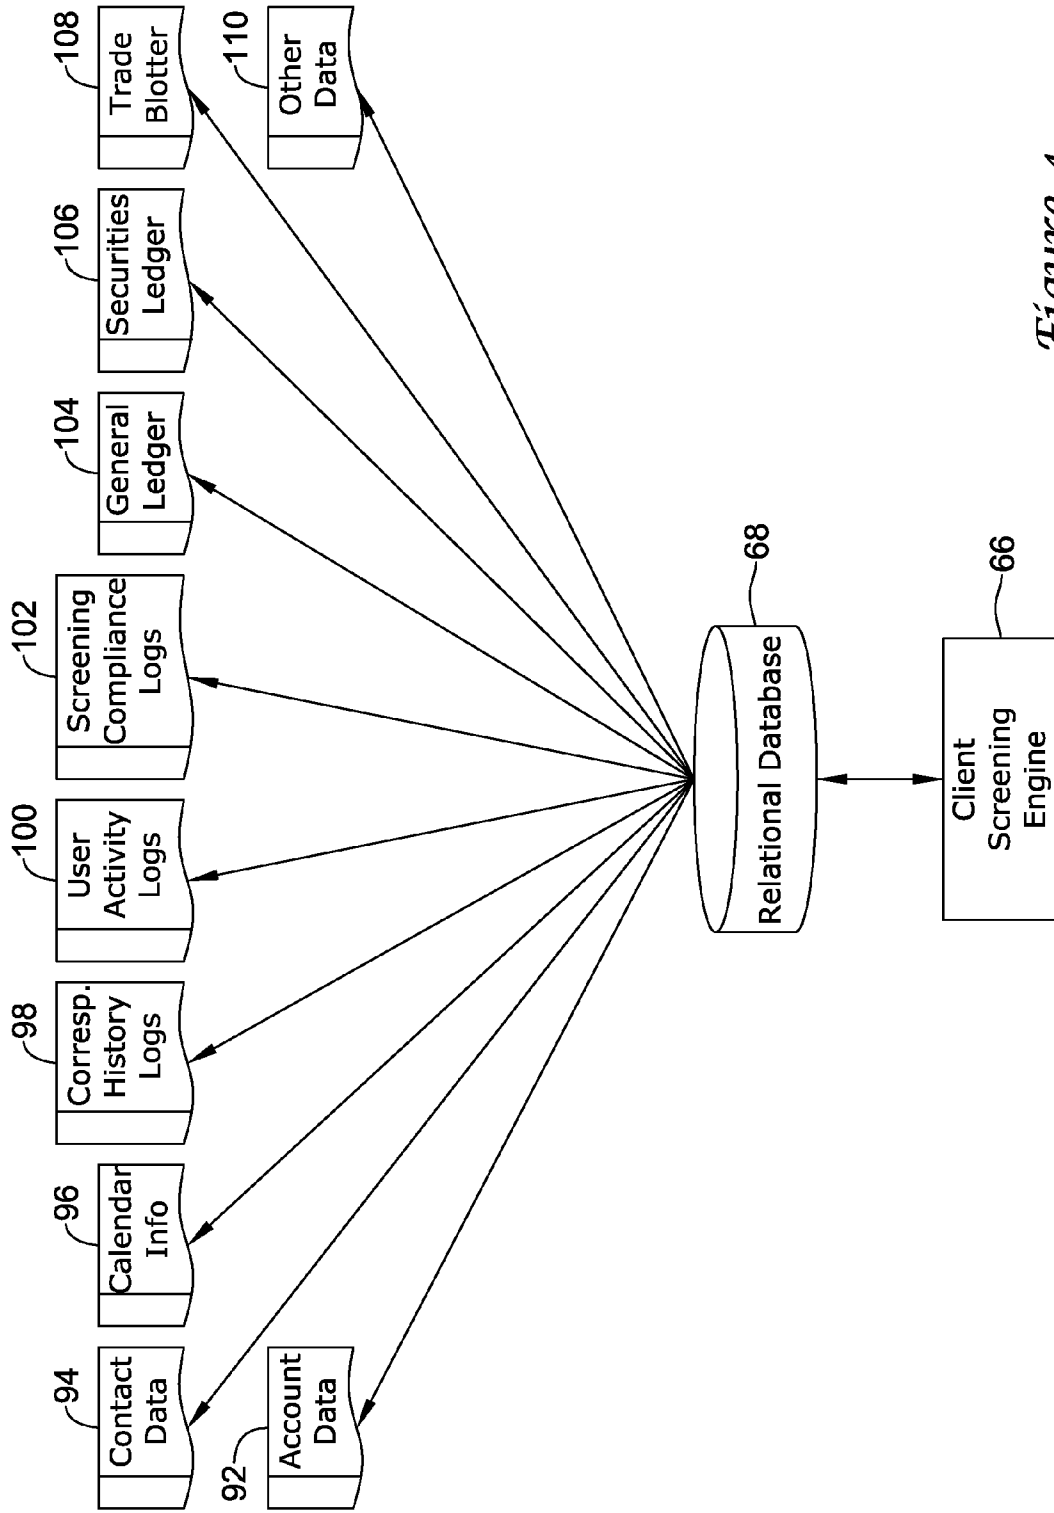 94
Contact
Data
96
Calendar
Info
98
Corresp.
History
Logs
100
User
Activity
Logs
102
Screening
Compliance
Logs
104
General
Ledger
106
Securities
Ledger
108
Trade
Blotter
92
Account
Data
110
Other
Data
68
Relational Database
66
Client
Screening
Engine
Figure 4